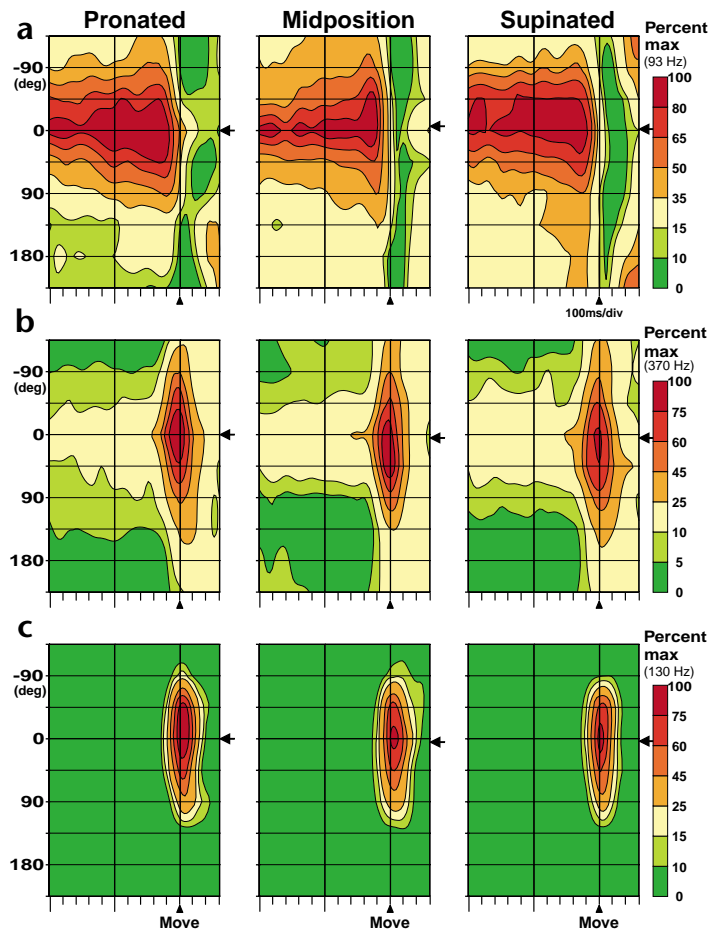 Pronated Midposition Supinated
a
Percent
max
(93 Hz)
-90
(deg)
0
90
180
100
80
65
50
35
15
10
0
100ms/div
b
Percent
max
(370 Hz)
-90
(deg)
0
90
180
100
75
60
45
25
10
5
0
c
Percent
max
(130 Hz)
-90
(deg)
0
90
180
100
75
60
45
25
15
10
0
Move Move Move